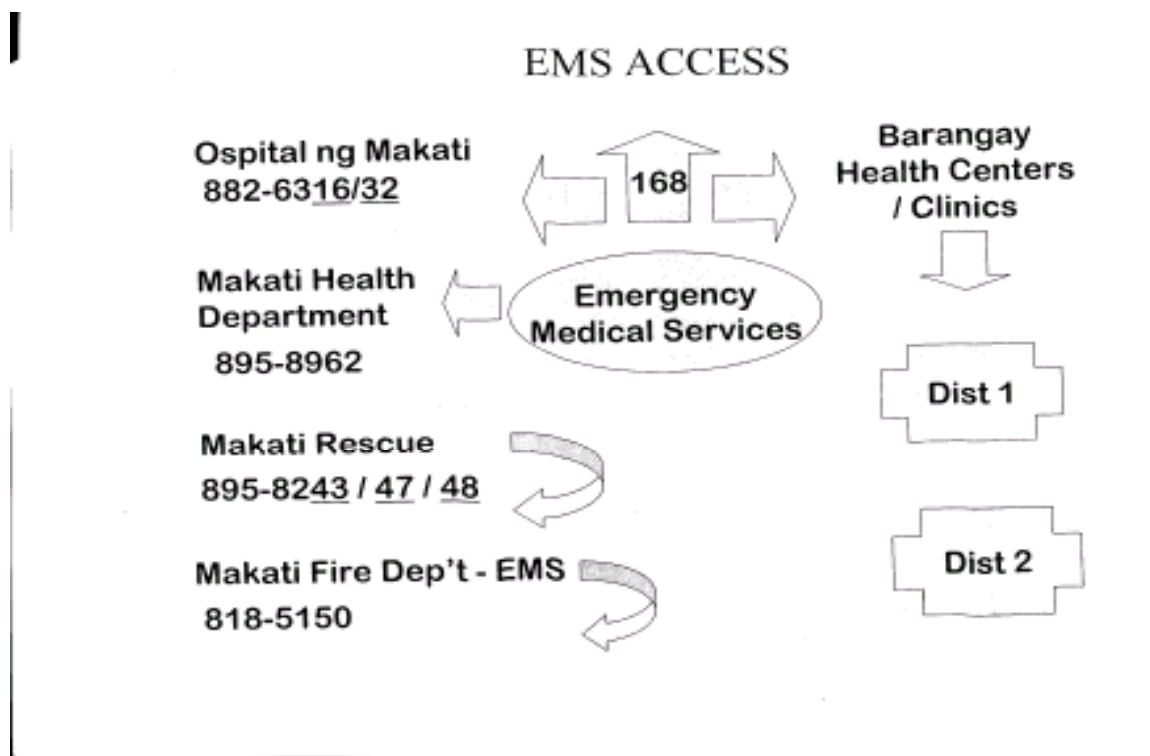 EMS ACCESS
Ospital ng Makati
882-6316/32
168
Barangay
Health Centers
/ Clinics
Makati Health
Department
895-8962
Emergency
Medical Services
Dist 1
Makati Rescue
895-8243 / 47 / 48
Makati Fire Dep't - EMS
818-5150
Dist 2